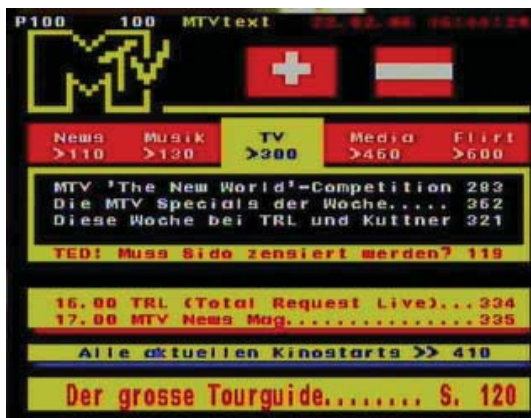 P100 100 MTVtext
MTV
News Musik TV Media Flirt
>110 >130 >300 >450 >600
MTV 'The New World'-Competition 283
Die MTV Specials der Woche..... 362
Diese Woche bei TRL und Kuttner 321
TED! Muss Sido zensiert werden? 119
16.00 TRL (Total Request Live)...334
17.00 MTV News Mag...............335
Alle aktuellen Kinostarts >> 410
Der grosse Tourguide........ S. 120